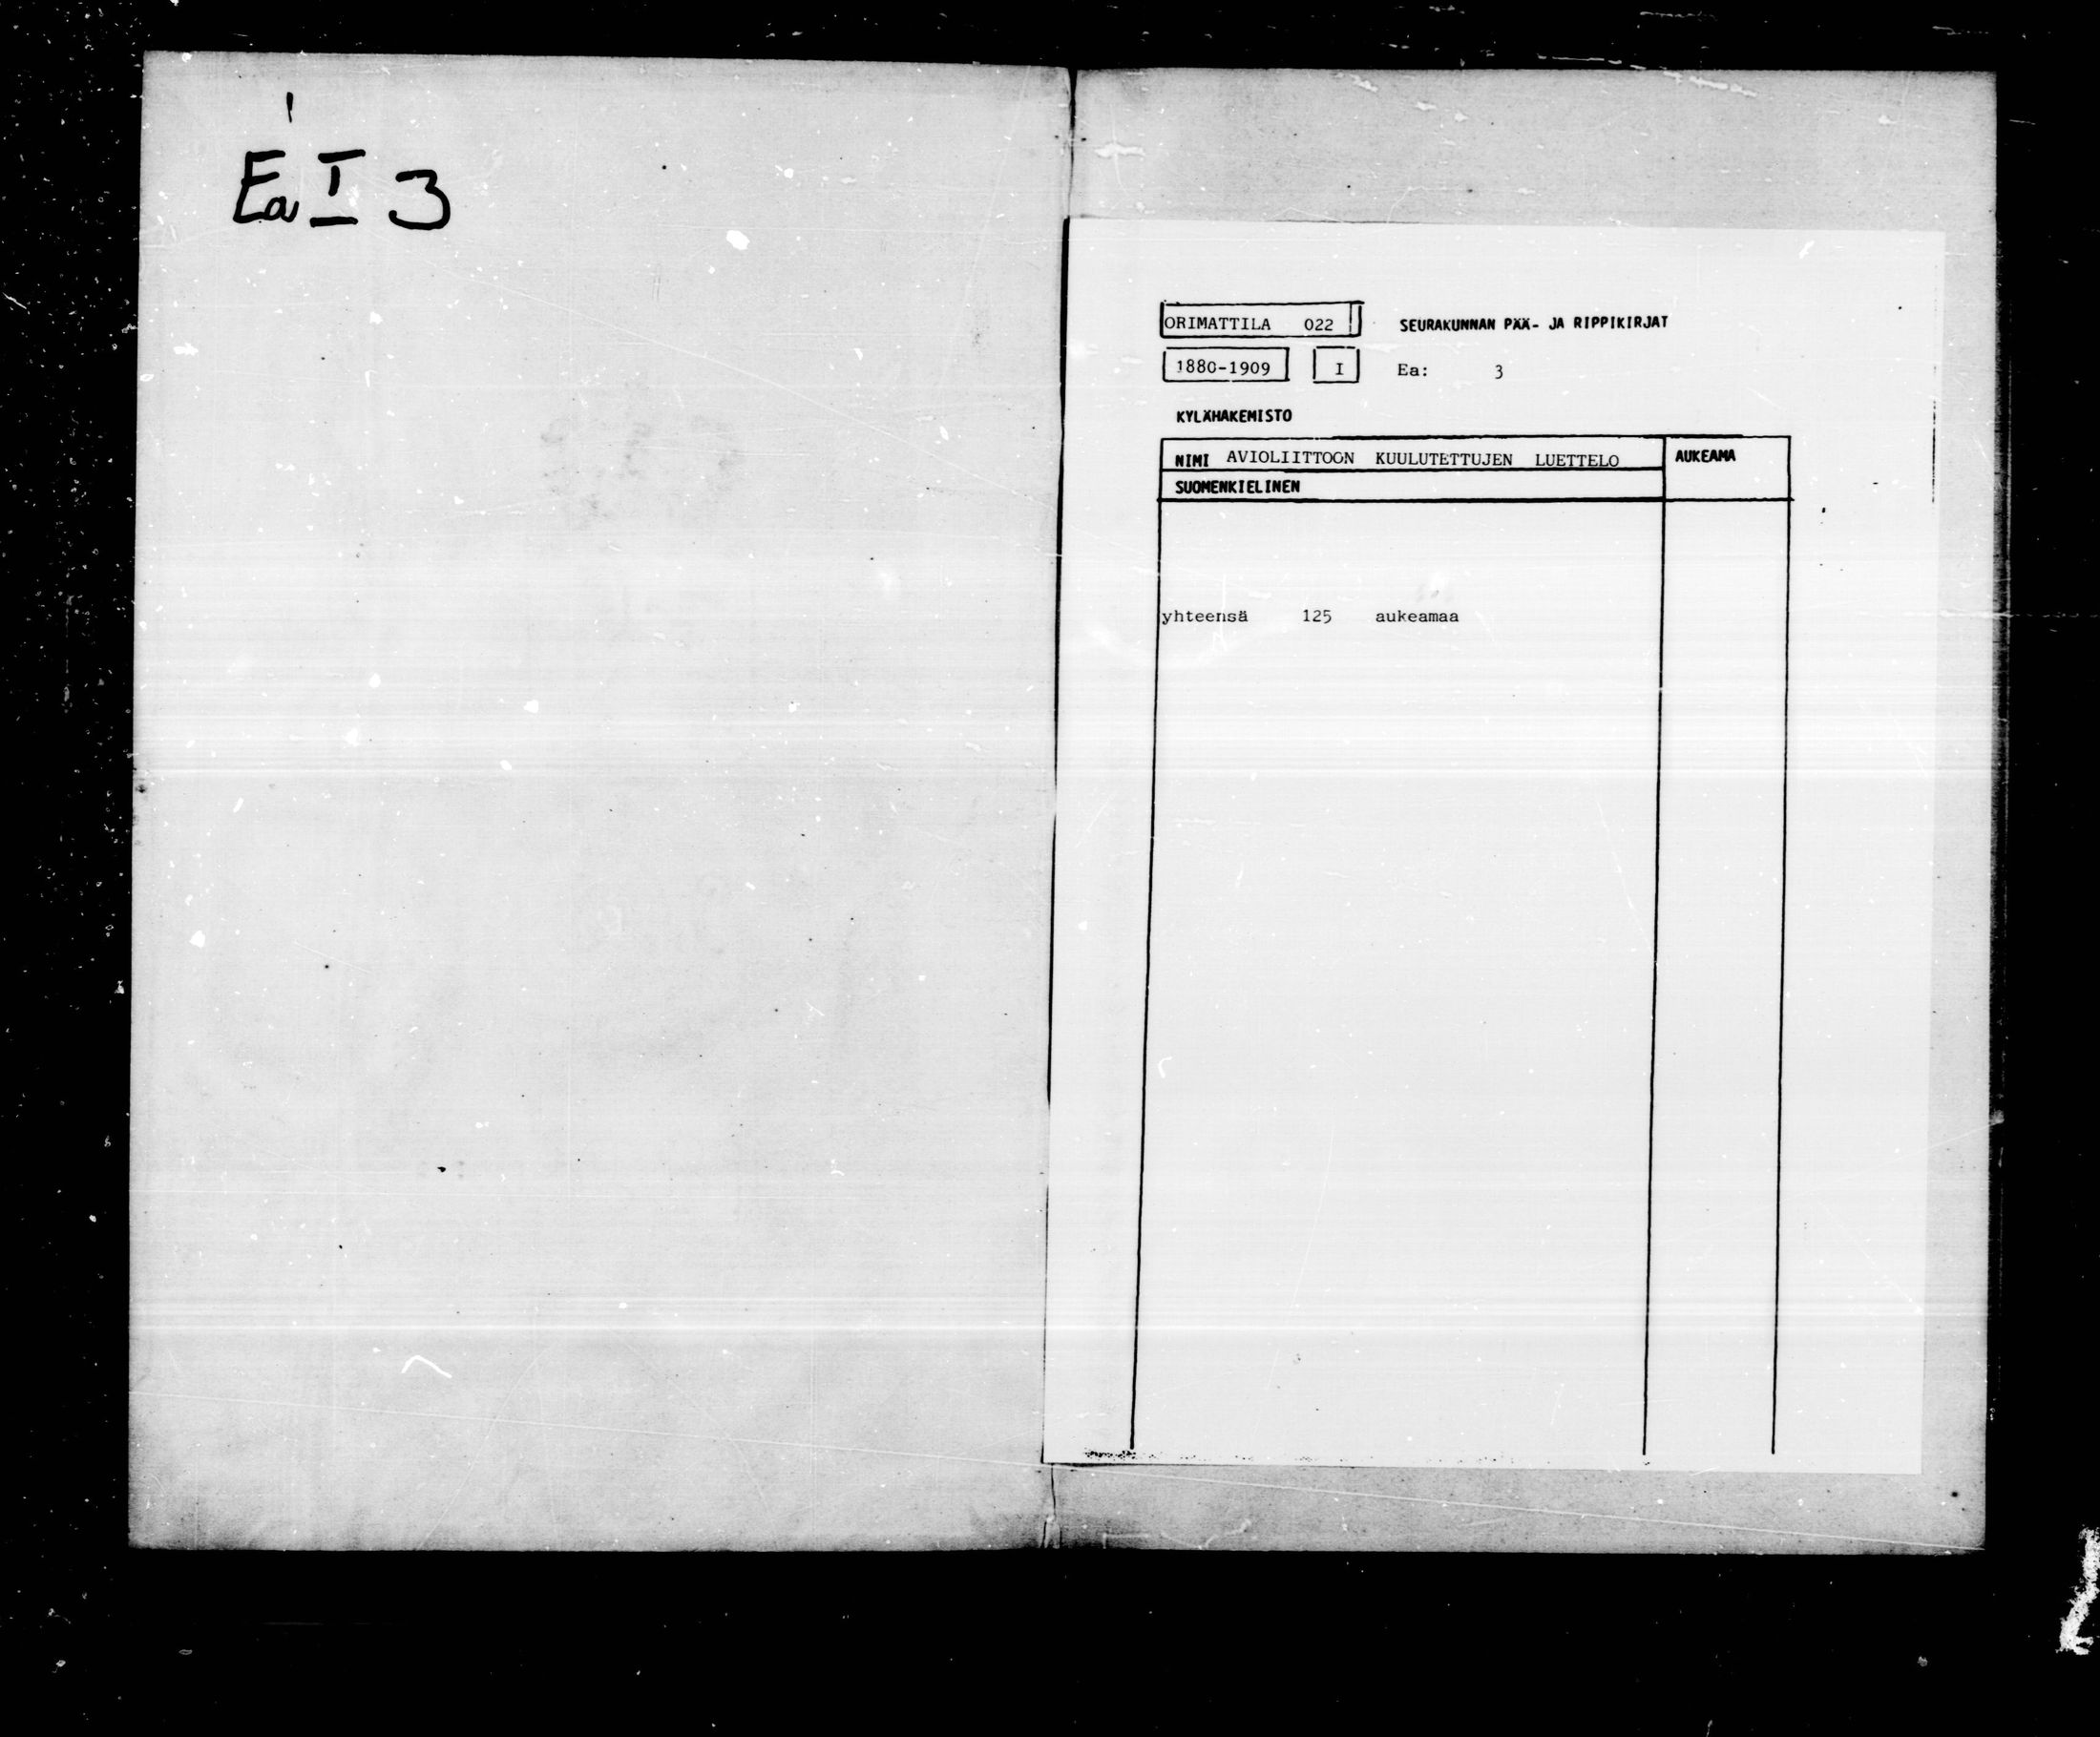 Ea I 3
ORIMATTILA 022 SEURAKUNNAN PÄÄ- JA RIPPIKIRJAT
1880-1909 I Ea: 3
KYLÄHAKEMISTO
NIMI AVIOLIITTOON KUULUTETTUJEN LUETTELO AUKEAMA
SUOMENKIELINEN
yhteensä 125 aukeamaa